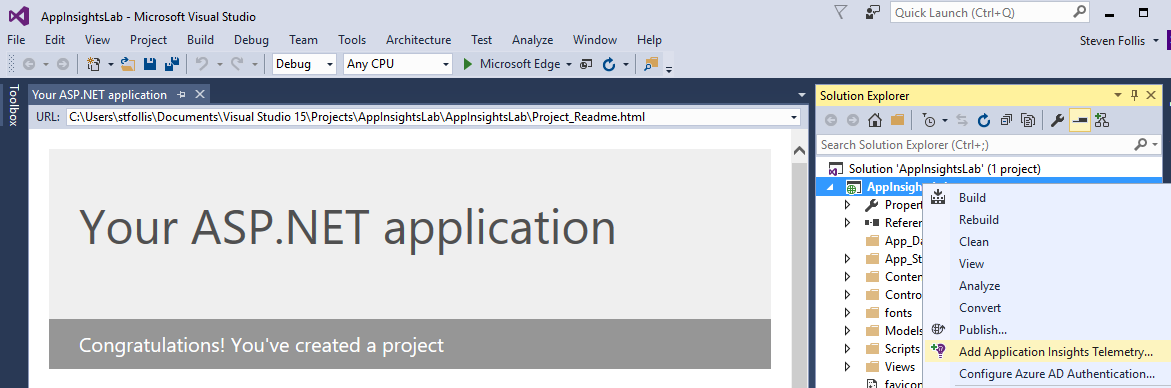 AppInsightsLab - Microsoft Visual Studio
Quick Launch (Ctrl+Q)
File Edit View Project Build Debug Team Tools Architecture Test Analyze Window Help
Steven Follis
Debug Any CPU Microsoft Edge
Toolbox
Your ASP.NET application
URL: C:\Users\stfollis\Documents\Visual Studio 15\Projects\AppInsightsLab\AppInsightsLab\Project_Readme.html
Your ASP.NET application
Congratulations! You've created a project
Solution Explorer
Search Solution Explorer (Ctrl+;)
Solution 'AppInsightsLab' (1 project)
AppInsigh
Propert
Referen
App_Da
App_St
Conten
Contro
fonts
Models
Scripts
Views
favicon
Build
Rebuild
Clean
View
Analyze
Convert
Publish...
Add Application Insights Telemetry...
Configure Azure AD Authentication...